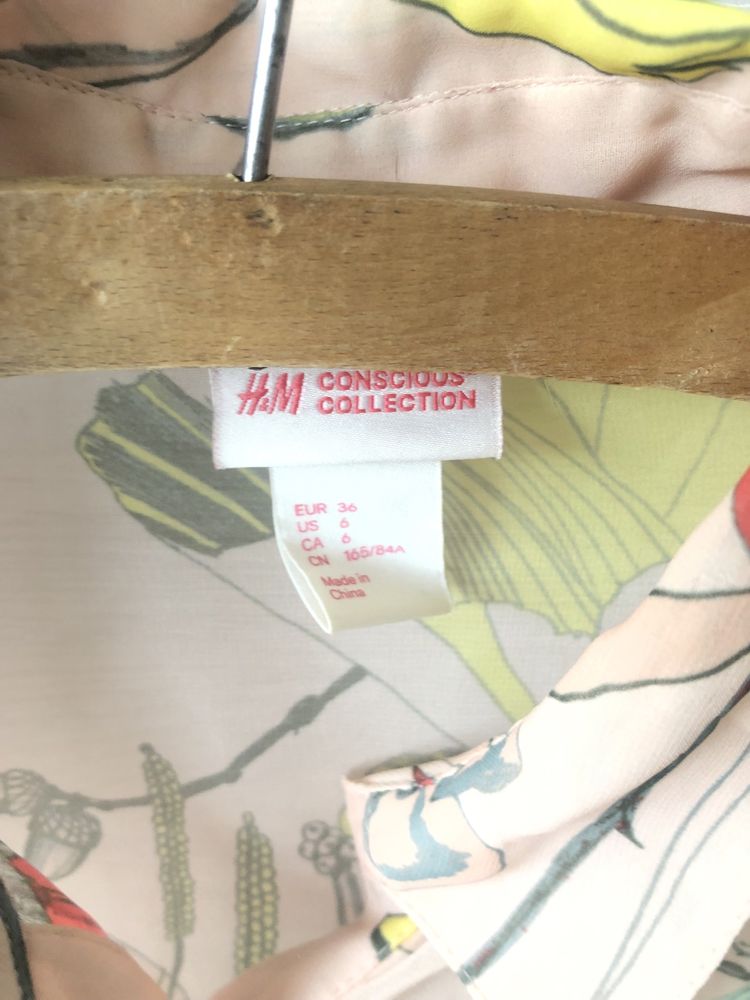 H&M CONSCIOUS
COLLECTION
EUR 36
US 6
CA 6
CN 165/84A
Made in
China